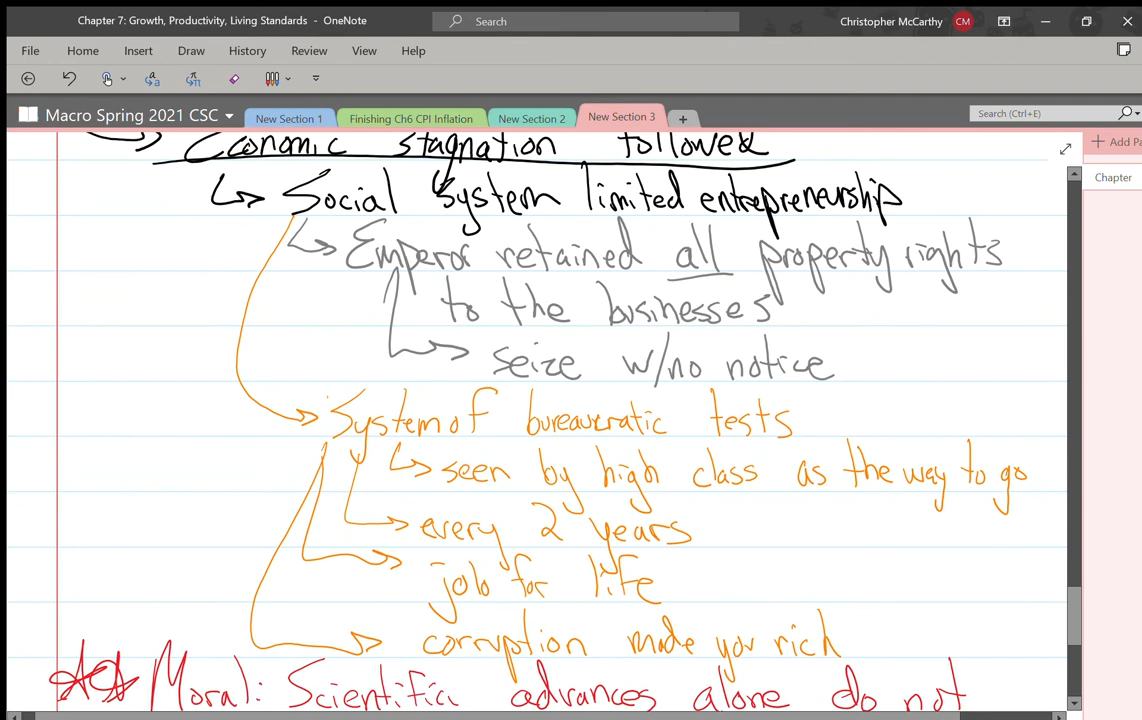 Chapter 7: Growth, Productivity, Living Standards - OneNote
Search
Christopher McCarthy
CM
File Home Insert Draw History Review View Help
Macro Spring 2021 CSC
New Section 1
Finishing Ch6 CPI Inflation
New Section 2
New Section 3
Search (Ctrl+E)
Add Pa
Economic stagnation followed
Social System limited entrepreneurship
Emperor retained all property rights
to the businesses
seize w/no notice
System of bureaucratic tests
seen by high class as the way to go
every 2 years
job for life
corruption made you rich
Moral: Scientific advances alone do not
Chapter